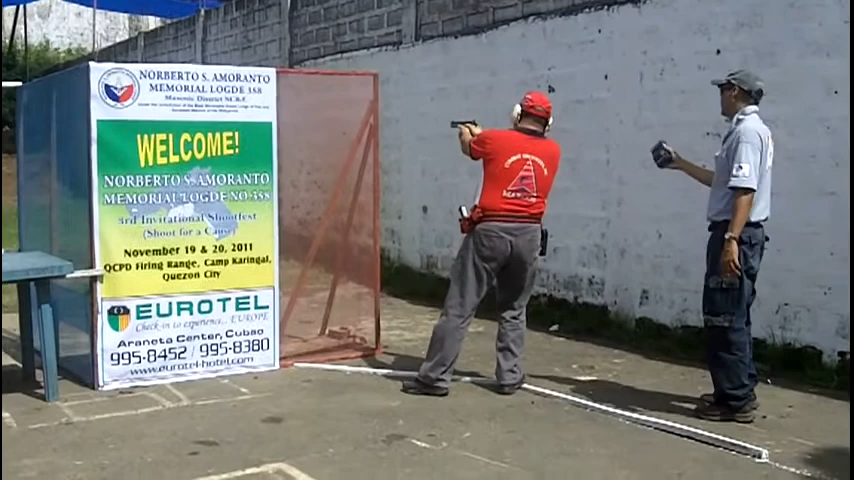 NORBERTO S. AMORANTO
MEMORIAL LOGDE 358
Masonic District NCR-F
WELCOME!
NORBERTO S. AMORANTO
MEMORIAL LOGDE NO. 358
3rd Invitational Shootfest
(Shoot for a Cause)
November 19 & 20, 2011
QCPD Firing Range, Camp Karingal,
Quezon City
EUROTEL
Check-in to experience... EUROPE
Araneta Center, Cubao
995-8452 / 995-8380
www.eurotel-hotel.com